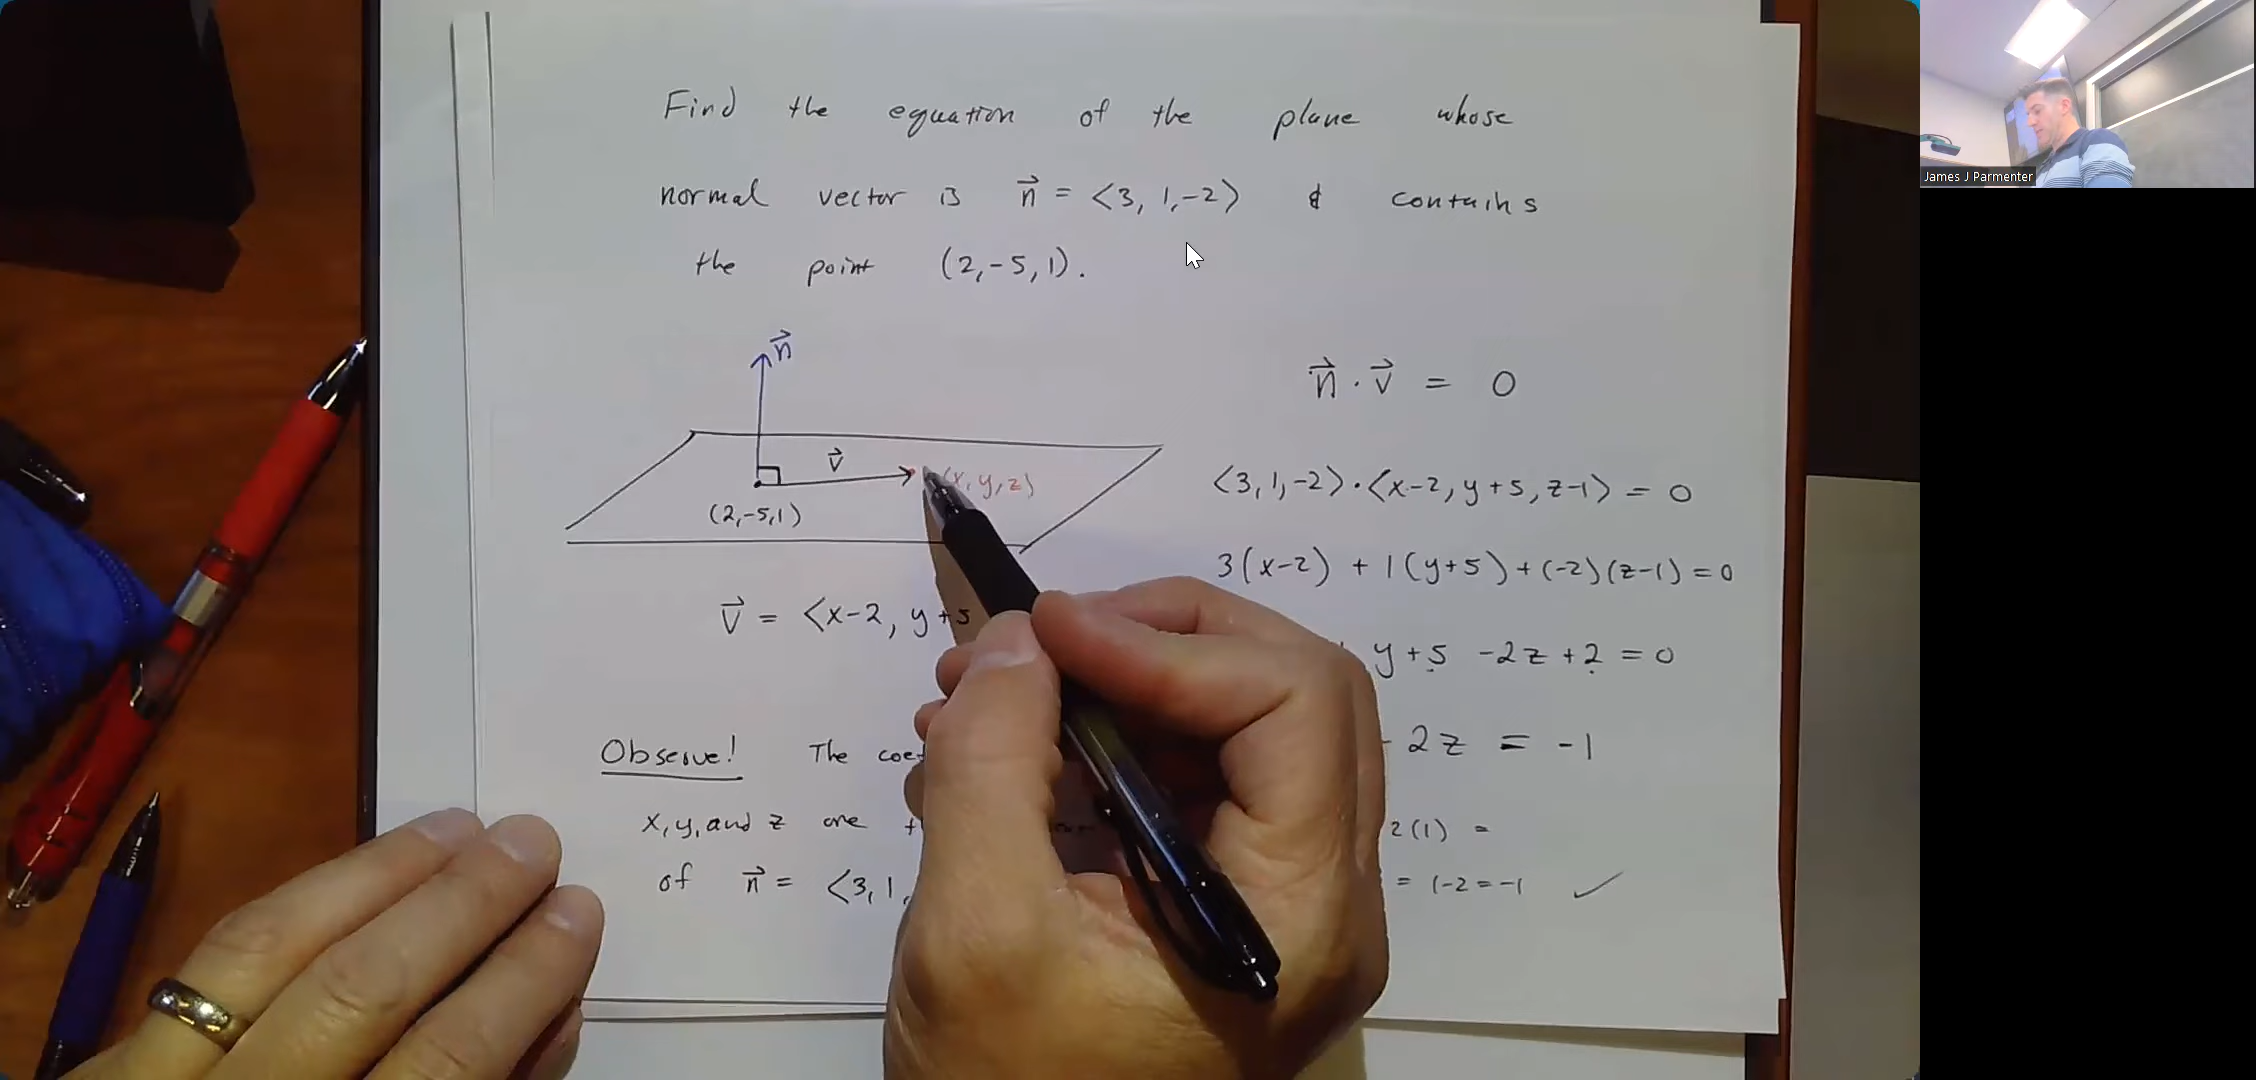 Find the equation of the plane whose
normal vector is n⃗ = <3, 1, -2> & contains
the point (2, -5, 1).
n⃗
v⃗
(x, y, z)
(2, -5, 1)
v⃗ = <x-2, y+5
n⃗ · v⃗ = 0
<3, 1, -2> · <x-2, y+5, z-1> = 0
3(x-2) + 1(y+5) + (-2)(z-1) = 0
y+5 -2z +2 = 0
- 2z = -1
2(1) =
= 1-2 = -1 ✓
Observe! The
x, y, and z are
of n⃗ = <3, 1,
James J Parmenter